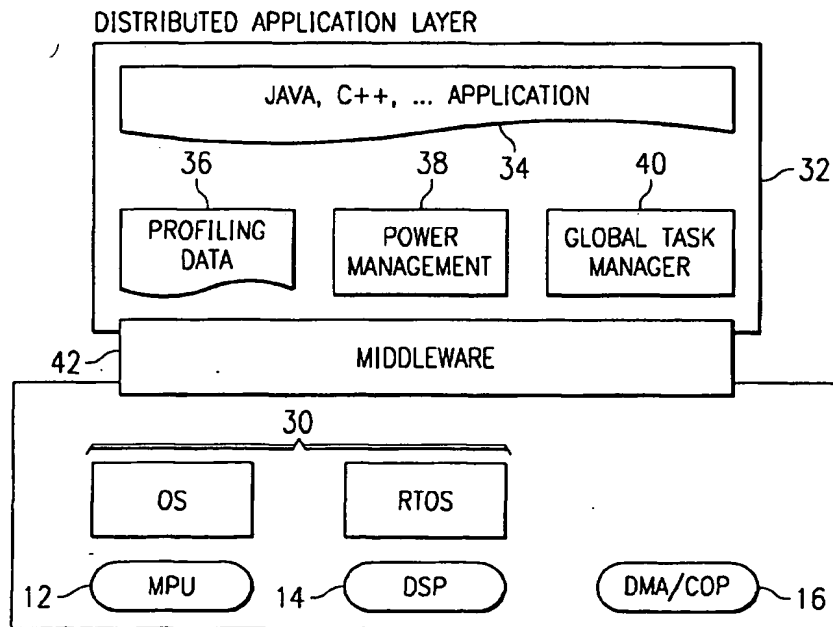 DISTRIBUTED APPLICATION LAYER
JAVA, C++, ... APPLICATION
36
38
34
40
32
PROFILING
DATA
POWER
MANAGEMENT
GLOBAL TASK
MANAGER
42
MIDDLEWARE
30
OS
RTOS
12
MPU
14
DSP
DMA/COP
16